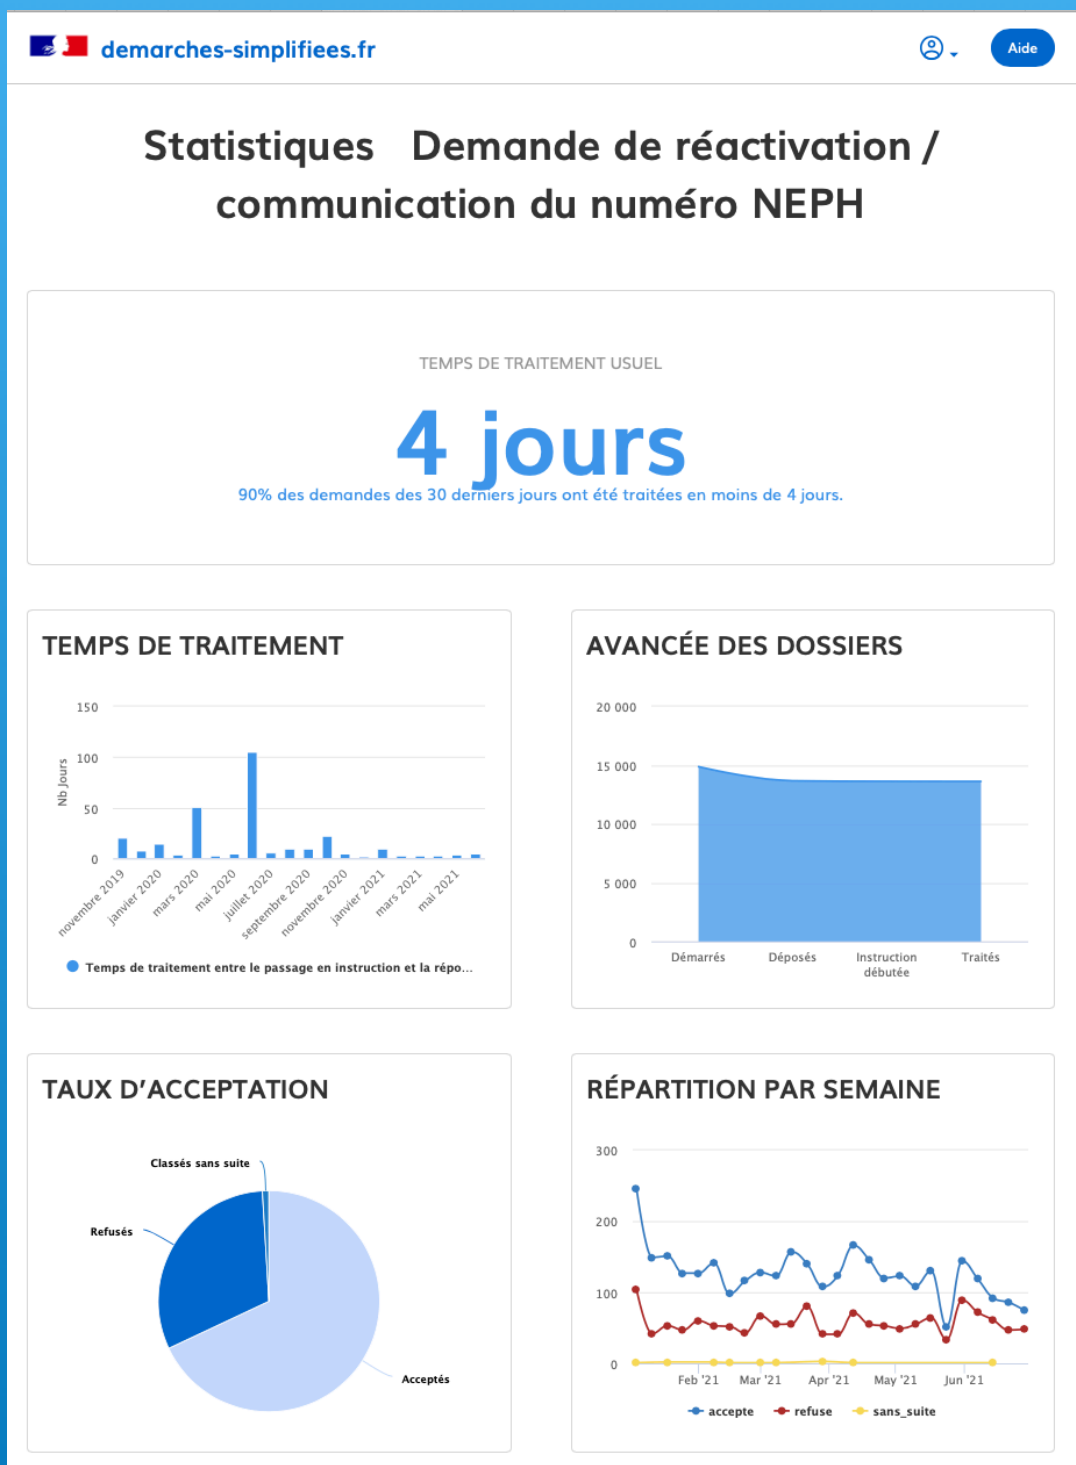 demarches-simplifiees.fr
Aide
Statistiques Demande de réactivation /
communication du numéro NEPH
TEMPS DE TRAITEMENT USUEL
4 jours
90% des demandes des 30 derniers jours ont été traitées en moins de 4 jours.
TEMPS DE TRAITEMENT
150
100
50
0
Nb Jours
novembre 2019
janvier 2020
mars 2020
mai 2020
juillet 2020
septembre 2020
novembre 2020
janvier 2021
mars 2021
mai 2021
Temps de traitement entre le passage en instruction et la répo...
AVANCÉE DES DOSSIERS
20 000
15 000
10 000
5 000
0
Démarrés
Déposés
Instruction
débutée
Traités
TAUX D'ACCEPTATION
Classés sans suite
Refusés
Acceptés
RÉPARTITION PAR SEMAINE
300
200
100
0
Feb '21
Mar '21
Apr '21
May '21
Jun '21
accepte
refuse
sans_suite